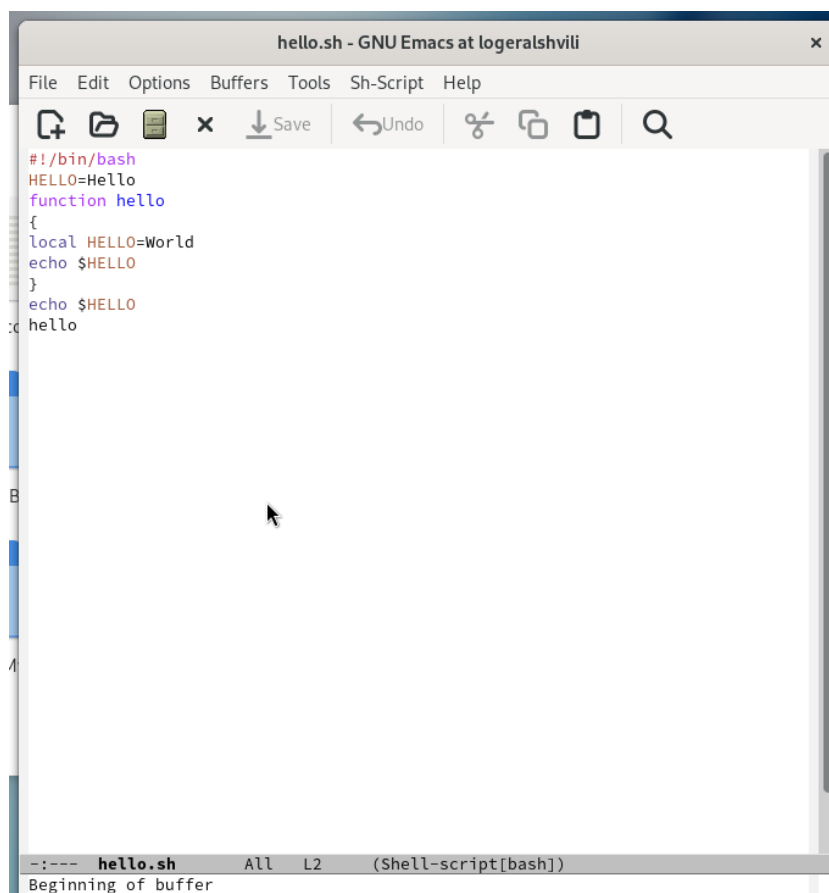 hello.sh - GNU Emacs at logeralshvili
File Edit Options Buffers Tools Sh-Script Help
Save Undo
#!/bin/bash
HELLO=Hello
function hello
{
local HELLO=World
echo $HELLO
}
echo $HELLO
hello
-:--- hello.sh All L2 (Shell-script[bash])
Beginning of buffer